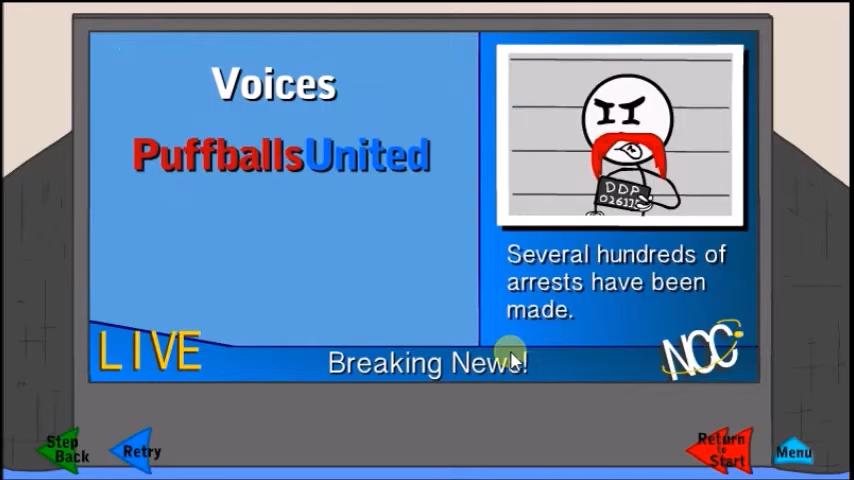 Voices
PuffballsUnited
DDP
Several hundreds of
arrests have been
made.
LIVE
Breaking News!
NCC
Step
Back
Retry
Return
to
Start
Menu